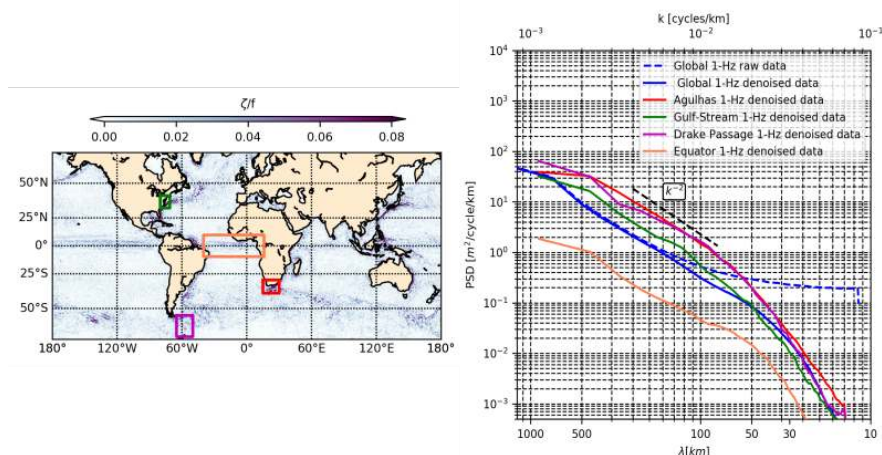 ζ/f
0.00 0.02 0.04 0.06 0.08
50°N
25°N
0°
25°S
50°S
180° 120°W 60°W 0° 60°E 120°E 180°
k [cycles/km]
10⁻³ 10⁻² 10⁻¹
10⁴
10³
10²
10¹
10⁰
10⁻¹
10⁻²
10⁻³
PSD [m²/cycle/km]
Global 1-Hz raw data
Global 1-Hz denoised data
Agulhas 1-Hz denoised data
Gulf-Stream 1-Hz denoised data
Drake Passage 1-Hz denoised data
Equator 1-Hz denoised data
k⁻²
1000 500 100 50 30 10
λ[km]